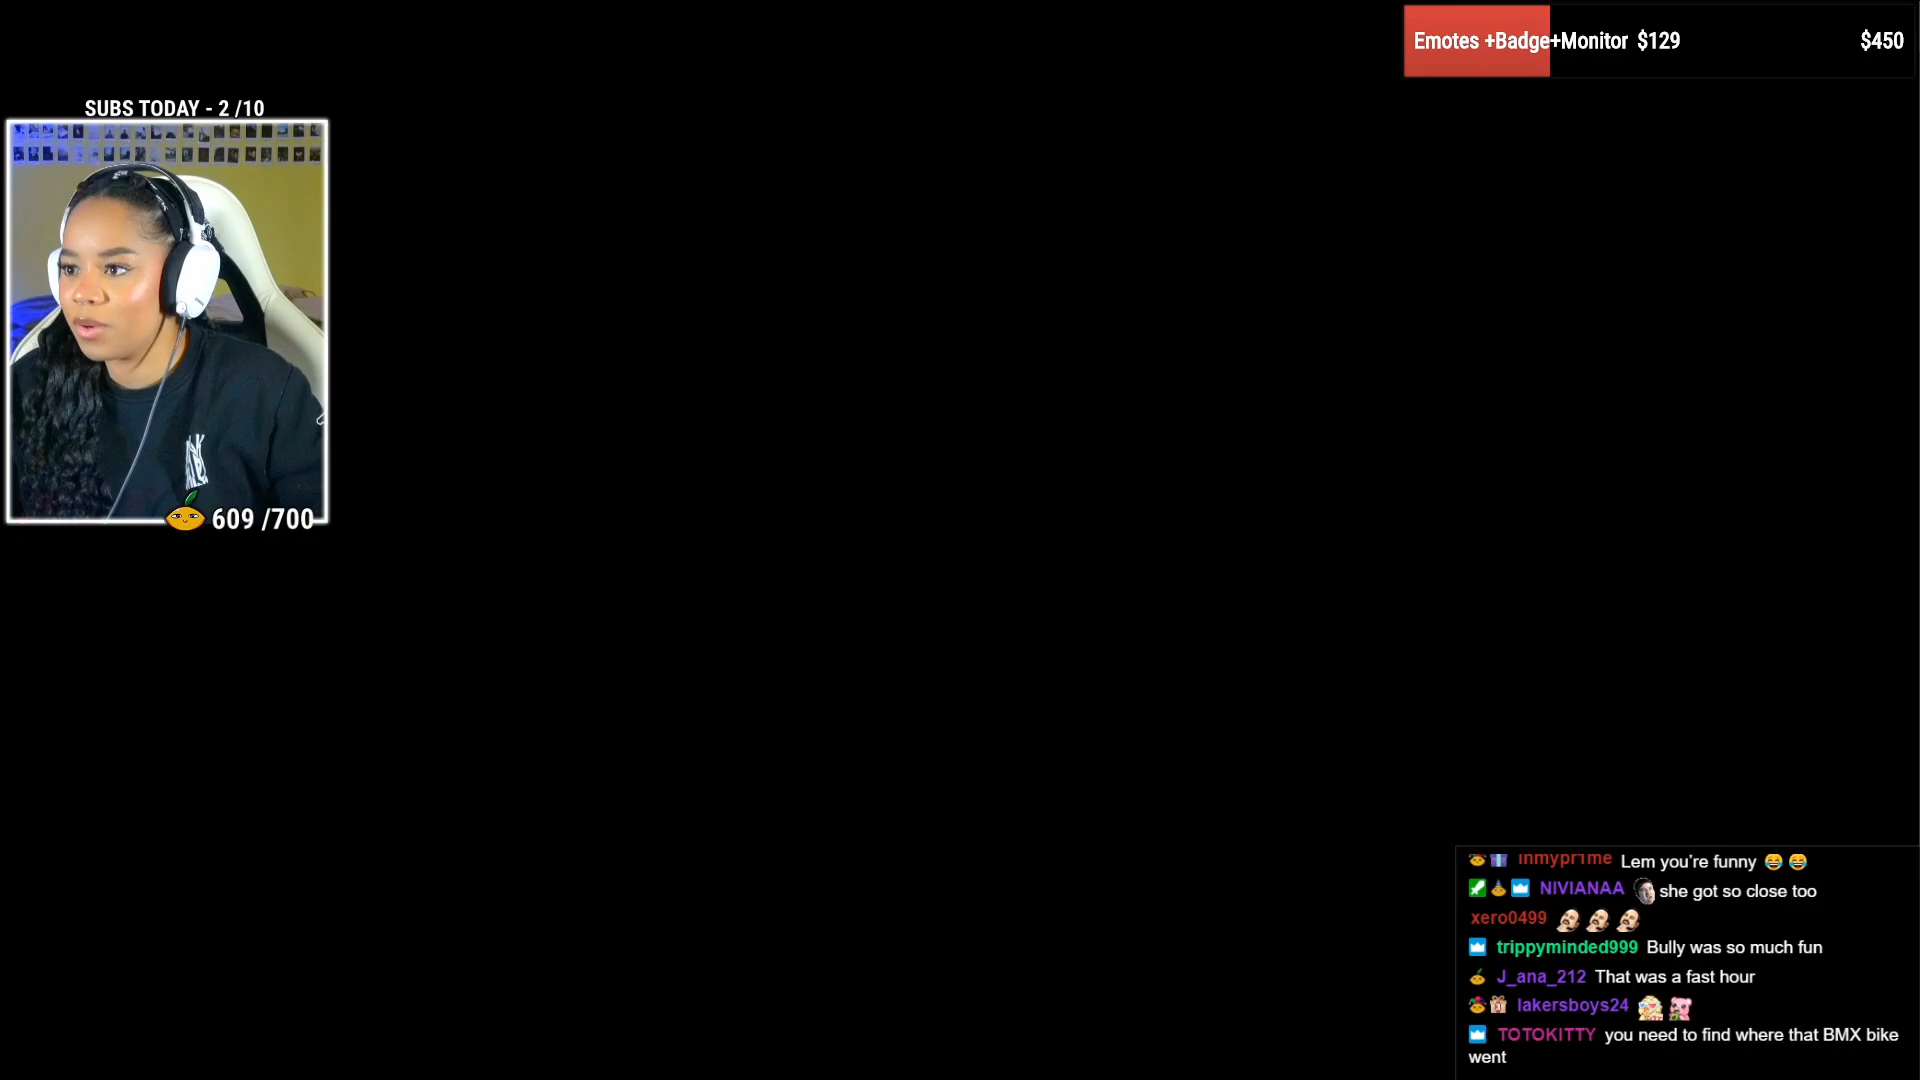 Emotes +Badge+Monitor $129 $450
SUBS TODAY - 2 /10
609 /700
inmypr1me Lem you're funny 😂 😂
NIVIANAA she got so close too
xero0499
trippyminded999 Bully was so much fun
J_ana_212 That was a fast hour
lakersboys24
TOTOKITTY you need to find where that BMX bike
went